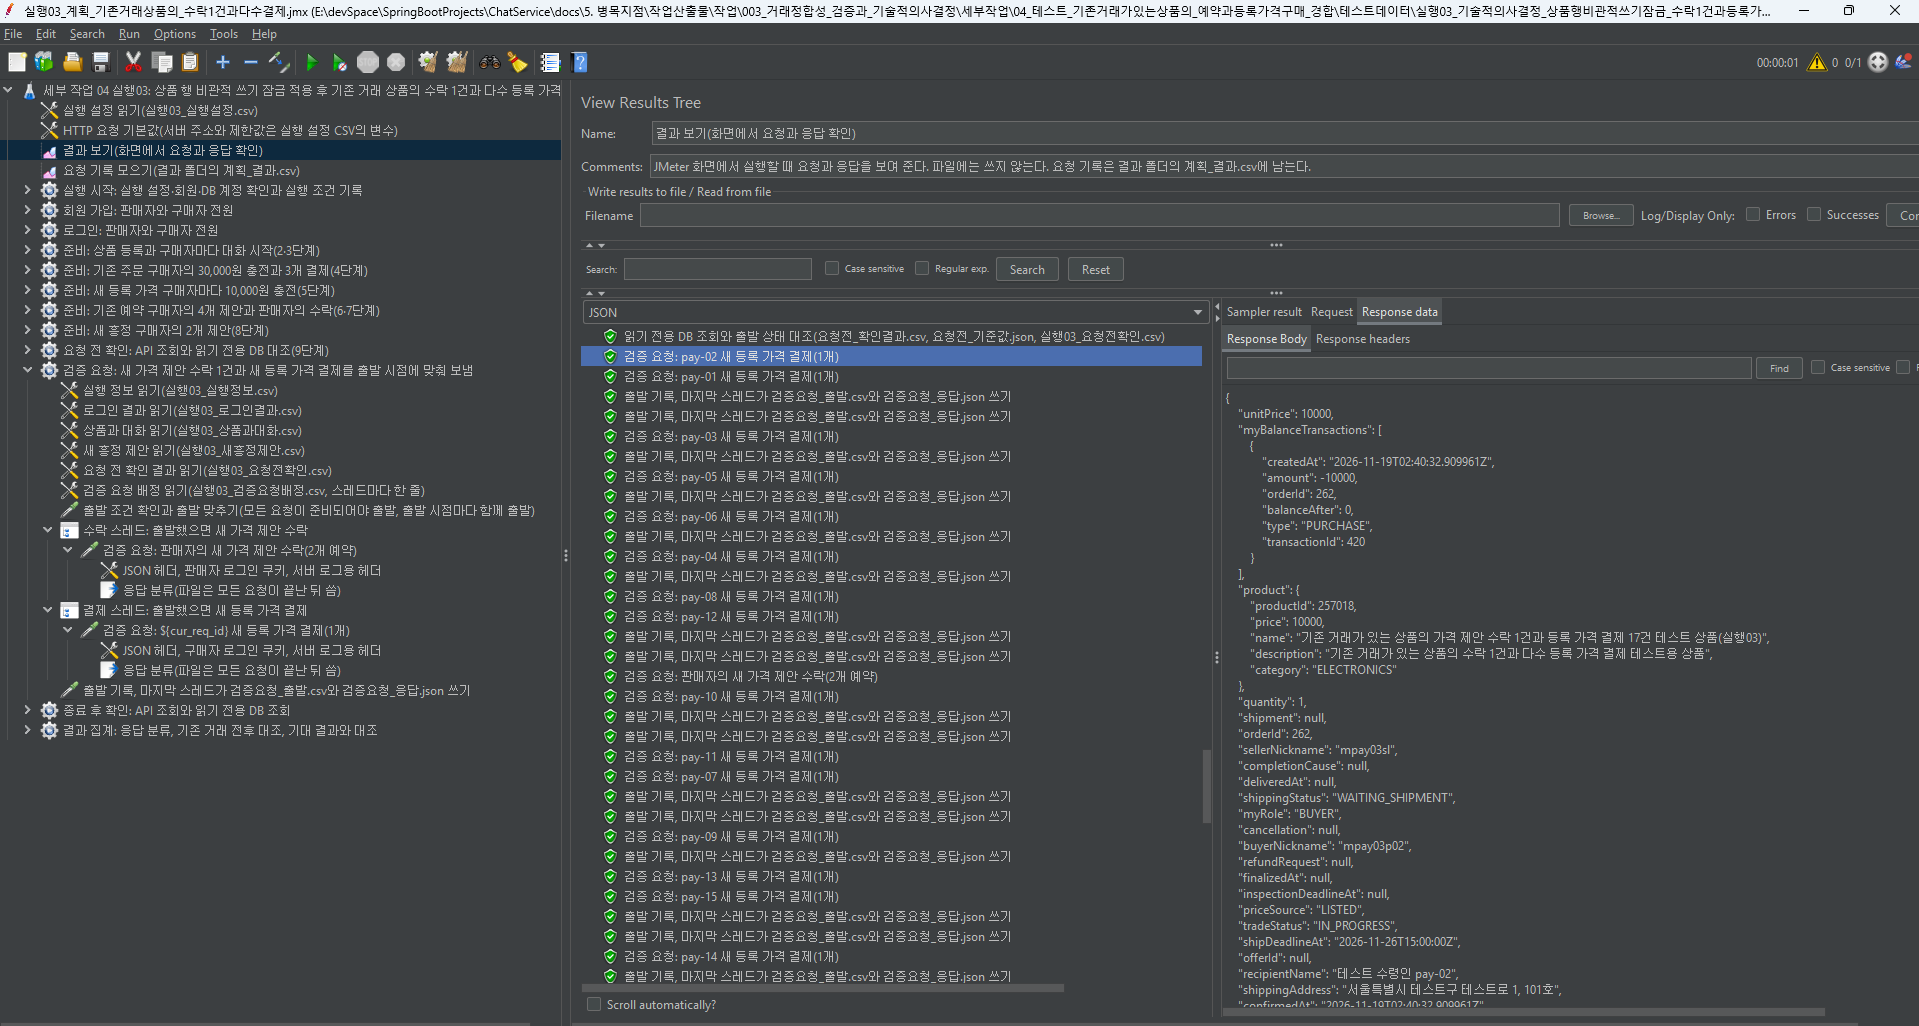 실행03_계획_기존거래상품의_수락1건과다수결제.jmx (E:\devSpace\SpringBootProjects\ChatService\docs\5. 병목지점\작업산출물\작업\003_거래정합성_검증과_기술적의사결정\세부작업\04_테스트_기존거래가있는상품의_예약과등록가격구매_경합\테스트데이터\실행03_기술적의사결정_상품행비관적쓰기잠금_수락1건과등록가...
File Edit Search Run Options Tools Help
00:00:01 0 0/1
세부 작업 04 실행03: 상품 행 비관적 쓰기 잠금 적용 후 기존 거래 상품의 수락 1건과 다수 등록 가격
실행 설정 읽기(실행03_실행설정.csv)
HTTP 요청 기본값(서버 주소와 제한값은 실행 설정 CSV의 변수)
결과 보기(화면에서 요청과 응답 확인)
요청 기록 모으기(결과 폴더의 계획_결과.csv)
실행 시작: 실행 설정·회원·DB 계정 확인과 실행 조건 기록
회원 가입: 판매자와 구매자 전원
로그인: 판매자와 구매자 전원
준비: 상품 등록과 구매자마다 대화 시작(2·3단계)
준비: 기존 주문 구매자의 30,000원 충전과 3개 결제(4단계)
준비: 새 등록 가격 구매자마다 10,000원 충전(5단계)
준비: 기존 예약 구매자의 4개 제안과 판매자의 수락(6·7단계)
준비: 새 흥정 구매자의 2개 제안(8단계)
요청 전 확인: API 조회와 읽기 전용 DB 대조(9단계)
검증 요청: 새 가격 제안 수락 1건과 새 등록 가격 결제를 출발 시점에 맞춰 보냄
실행 정보 읽기(실행03_실행정보.csv)
로그인 결과 읽기(실행03_로그인결과.csv)
상품과 대화 읽기(실행03_상품과대화.csv)
새 흥정 제안 읽기(실행03_새흥정제안.csv)
요청 전 확인 결과 읽기(실행03_요청전확인.csv)
검증 요청 배정 읽기(실행03_검증요청배정.csv, 스레드마다 한 줄)
출발 조건 확인과 출발 맞추기(모든 요청이 준비되어야 출발, 출발 시점마다 함께 출발)
수락 스레드: 출발했으면 새 가격 제안 수락
검증 요청: 판매자의 새 가격 제안 수락(2개 예약)
JSON 헤더, 판매자 로그인 쿠키, 서버 로그용 헤더
응답 분류(파일은 모든 요청이 끝난 뒤 씀)
결제 스레드: 출발했으면 새 등록 가격 결제
검증 요청: ${cur_req_id} 새 등록 가격 결제(1개)
JSON 헤더, 구매자 로그인 쿠키, 서버 로그용 헤더
응답 분류(파일은 모든 요청이 끝난 뒤 씀)
출발 기록, 마지막 스레드가 검증요청_출발.csv와 검증요청_응답.json 쓰기
종료 후 확인: API 조회와 읽기 전용 DB 조회
결과 집계: 응답 분류, 기존 거래 전후 대조, 기대 결과와 대조
View Results Tree
Name: 결과 보기(화면에서 요청과 응답 확인)
Comments: JMeter 화면에서 실행할 때 요청과 응답을 보여 준다. 파일에는 쓰지 않는다. 요청 기록은 결과 폴더의 계획_결과.csv에 남는다.
Write results to file / Read from file
Filename Browse... Log/Display Only: Errors Successes Cor
Search: Case sensitive Regular exp. Search Reset
JSON
읽기 전용 DB 조회와 출발 상태 대조(요청전_확인결과.csv, 요청전_기준값.json, 실행03_요청전확인.csv)
검증 요청: pay-02 새 등록 가격 결제(1개)
검증 요청: pay-01 새 등록 가격 결제(1개)
출발 기록, 마지막 스레드가 검증요청_출발.csv와 검증요청_응답.json 쓰기
출발 기록, 마지막 스레드가 검증요청_출발.csv와 검증요청_응답.json 쓰기
검증 요청: pay-03 새 등록 가격 결제(1개)
출발 기록, 마지막 스레드가 검증요청_출발.csv와 검증요청_응답.json 쓰기
검증 요청: pay-05 새 등록 가격 결제(1개)
출발 기록, 마지막 스레드가 검증요청_출발.csv와 검증요청_응답.json 쓰기
검증 요청: pay-06 새 등록 가격 결제(1개)
출발 기록, 마지막 스레드가 검증요청_출발.csv와 검증요청_응답.json 쓰기
검증 요청: pay-04 새 등록 가격 결제(1개)
출발 기록, 마지막 스레드가 검증요청_출발.csv와 검증요청_응답.json 쓰기
검증 요청: pay-08 새 등록 가격 결제(1개)
검증 요청: pay-12 새 등록 가격 결제(1개)
출발 기록, 마지막 스레드가 검증요청_출발.csv와 검증요청_응답.json 쓰기
출발 기록, 마지막 스레드가 검증요청_출발.csv와 검증요청_응답.json 쓰기
검증 요청: 판매자의 새 가격 제안 수락(2개 예약)
검증 요청: pay-10 새 등록 가격 결제(1개)
출발 기록, 마지막 스레드가 검증요청_출발.csv와 검증요청_응답.json 쓰기
출발 기록, 마지막 스레드가 검증요청_출발.csv와 검증요청_응답.json 쓰기
검증 요청: pay-11 새 등록 가격 결제(1개)
검증 요청: pay-07 새 등록 가격 결제(1개)
출발 기록, 마지막 스레드가 검증요청_출발.csv와 검증요청_응답.json 쓰기
출발 기록, 마지막 스레드가 검증요청_출발.csv와 검증요청_응답.json 쓰기
검증 요청: pay-09 새 등록 가격 결제(1개)
출발 기록, 마지막 스레드가 검증요청_출발.csv와 검증요청_응답.json 쓰기
검증 요청: pay-13 새 등록 가격 결제(1개)
검증 요청: pay-15 새 등록 가격 결제(1개)
출발 기록, 마지막 스레드가 검증요청_출발.csv와 검증요청_응답.json 쓰기
출발 기록, 마지막 스레드가 검증요청_출발.csv와 검증요청_응답.json 쓰기
검증 요청: pay-14 새 등록 가격 결제(1개)
출발 기록, 마지막 스레드가 검증요청_출발.csv와 검증요청_응답.json 쓰기
Scroll automatically?
Sampler result Request Response data
Response Body Response headers
Find Case sensitive
{
"unitPrice": 10000,
"myBalanceTransactions": [
{
"createdAt": "2026-11-19T02:40:32.909961Z",
"amount": -10000,
"orderId": 262,
"balanceAfter": 0,
"type": "PURCHASE",
"transactionId": 420
}
],
"product": {
"productId": 257018,
"price": 10000,
"name": "기존 거래가 있는 상품의 가격 제안 수락 1건과 등록 가격 결제 17건 테스트 상품(실행03)",
"description": "기존 거래가 있는 상품의 수락 1건과 다수 등록 가격 결제 테스트용 상품",
"category": "ELECTRONICS"
},
"quantity": 1,
"shipment": null,
"orderId": 262,
"sellerNickname": "mpay03sl",
"completionCause": null,
"deliveredAt": null,
"shippingStatus": "WAITING_SHIPMENT",
"myRole": "BUYER",
"cancellation": null,
"buyerNickname": "mpay03p02",
"refundRequest": null,
"finalizedAt": null,
"inspectionDeadlineAt": null,
"priceSource": "LISTED",
"tradeStatus": "IN_PROGRESS",
"shipDeadlineAt": "2026-11-26T15:00:00Z",
"offerId": null,
"recipientName": "테스트 수령인 pay-02",
"shippingAddress": "서울특별시 테스트구 테스트로 1, 101호",
"confirmedAt": "2026-11-19T02:40:32.909961Z"